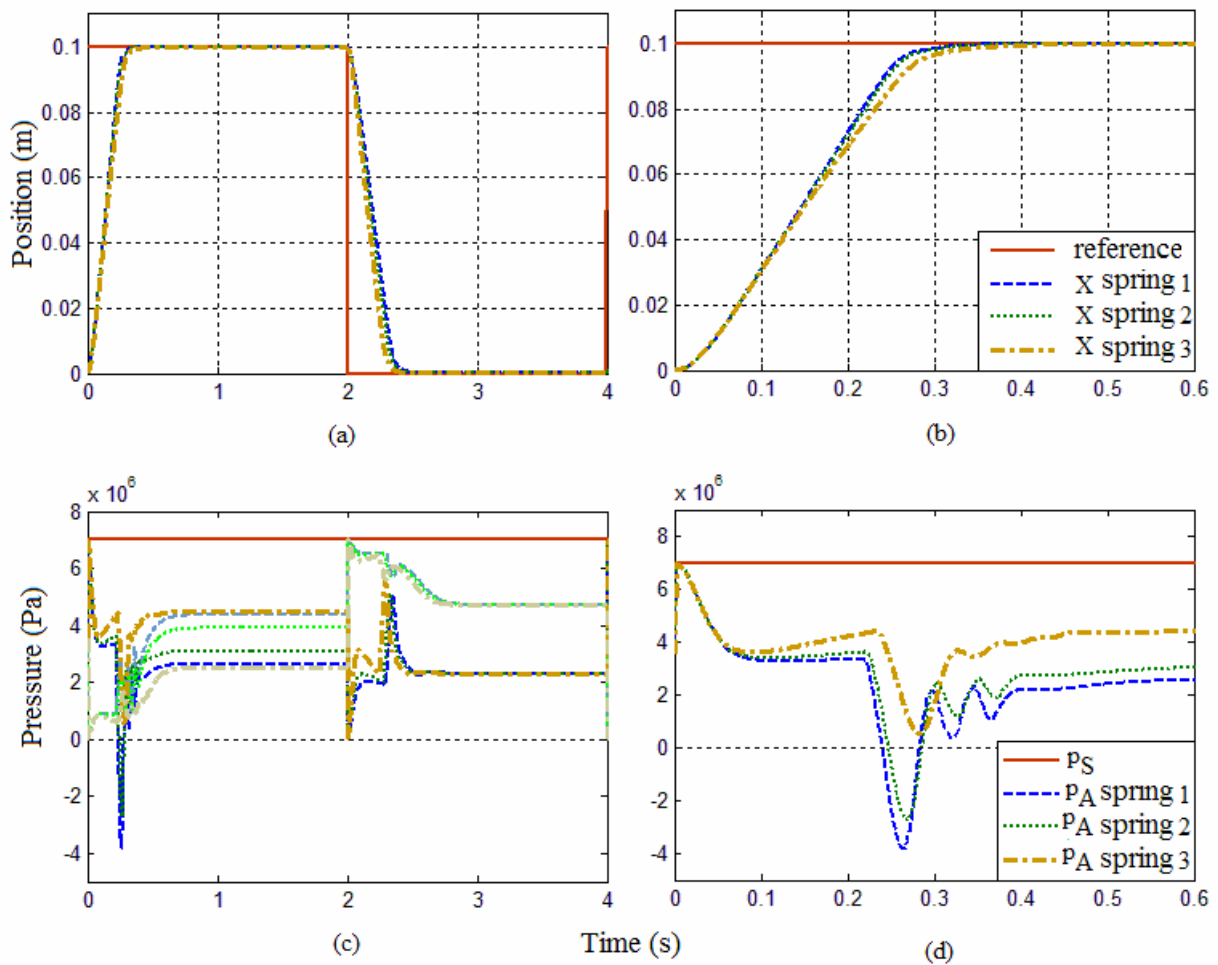 0.1
0.08
0.06
0.04
0.02
0
0 1 2 3 4
Position (m)
(a)
0.1
0.08
0.06
0.04
0.02
0
0 0.1 0.2 0.3 0.4 0.5 0.6
reference
X spring 1
X spring 2
X spring 3
(b)
x 10⁶
8
6
4
2
0
-2
-4
0 1 2 3 4
Pressure (Pa)
(c)
x 10⁶
8
6
4
2
0
-2
-4
0 0.1 0.2 0.3 0.4 0.5 0.6
pS
pA spring 1
pA spring 2
pA spring 3
(d)
Time (s)